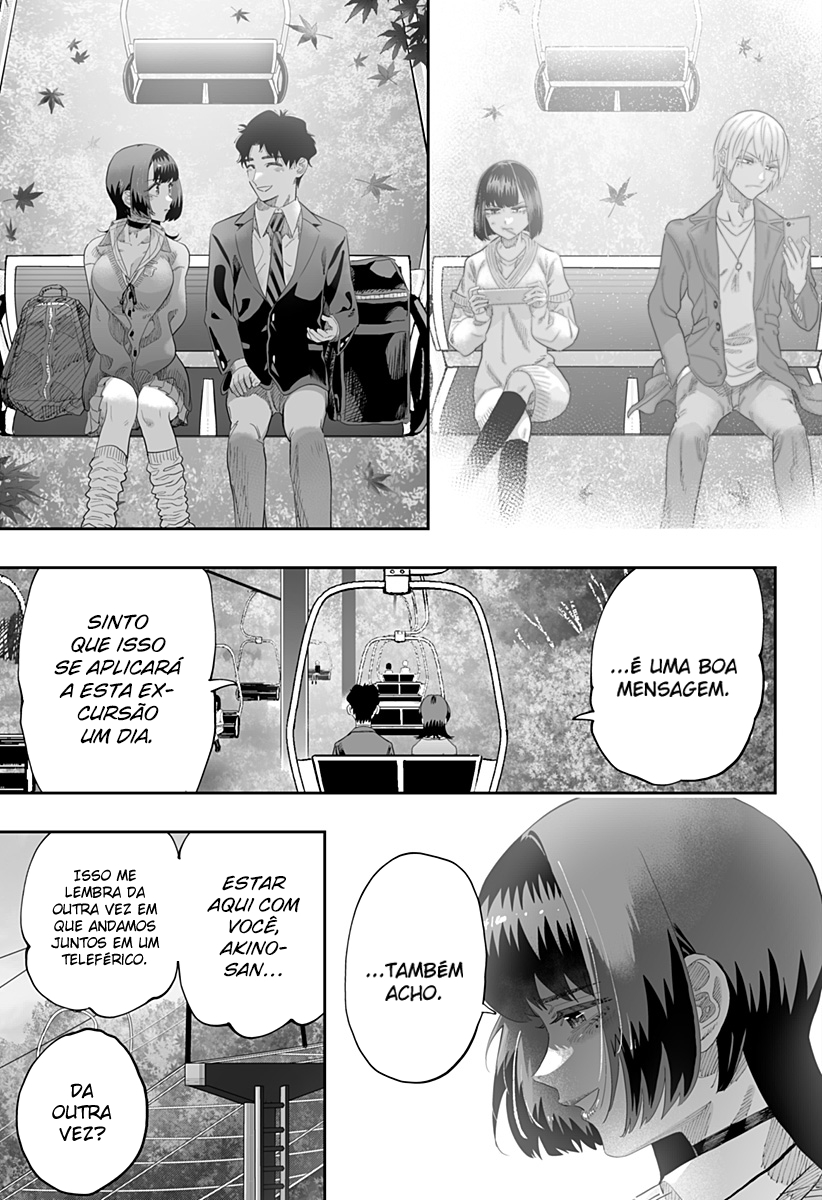 ...É UMA BOA
MENSAGEM.
SINTO
QUE ISSO
SE APLICARÁ
A ESTA EX-
CURSÃO
UM DIA.
...TAMBÉM
ACHO.
ESTAR
AQUI COM
VOCÊ,
AKINO-
SAN...
ISSO ME
LEMBRA DA
OUTRA VEZ EM
QUE ANDAMOS
JUNTOS EM UM
TELEFÉRICO.
DA
OUTRA
VEZ?